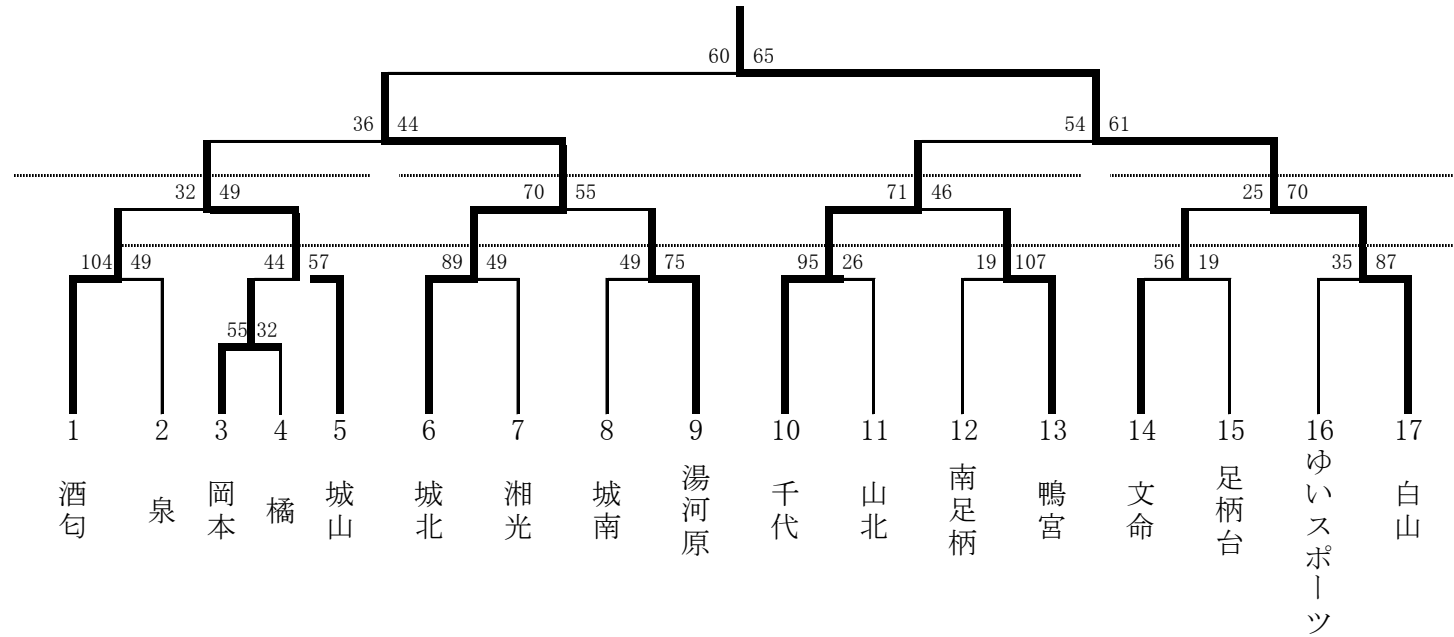 60 65
36 44 54 61
32 49 70 55 71 46 25 70
104 49 44 57 89 49 49 75 95 26 19 107 56 19 35 87
55 32
1 2 3 4 5 6 7 8 9 10 11 12 13 14 15 16 17
酒匂
泉
岡本
橘
城山
城北
湘光
城南
湯河原
千代
山北
南足柄
鴨宮
文命
足柄台
ゆいスポーツ
白山